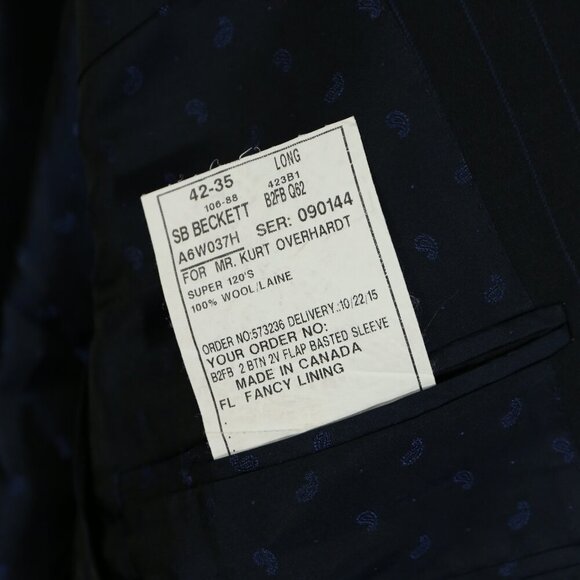 42-35 LONG
106-88 423B1
SB BECKETT B2FB Q62
A6W037H SER: 090144
FOR MR. KURT OVERHARDT
SUPER 120'S
100% WOOL/LAINE
ORDER NO:573236 DELIVERY.:10/22/15
YOUR ORDER NO:
B2FB 2 BTN 2V FLAP BASTED SLEEVE
MADE IN CANADA
FL FANCY LINING